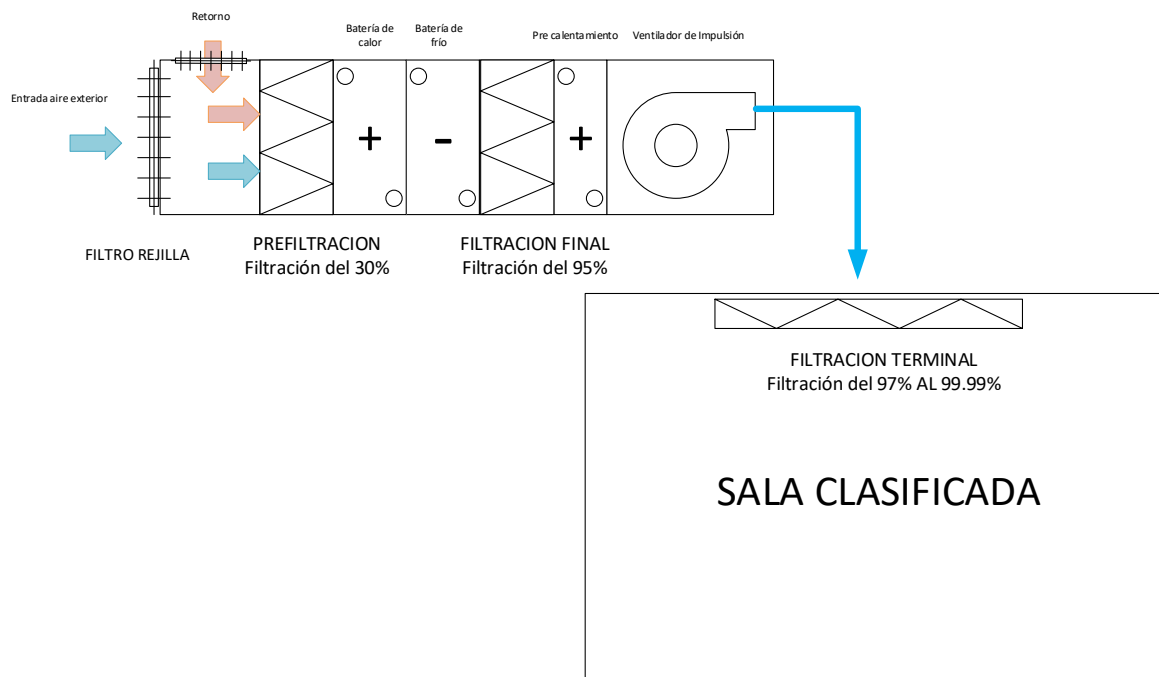 Retorno
Batería de
calor
Batería de
frío
Pre calentamiento
Ventilador de Impulsión
Entrada aire exterior
+
-
+
FILTRO REJILLA
PREFILTRACION
Filtración del 30%
FILTRACION FINAL
Filtración del 95%
FILTRACION TERMINAL
Filtración del 97% AL 99.99%
SALA CLASIFICADA